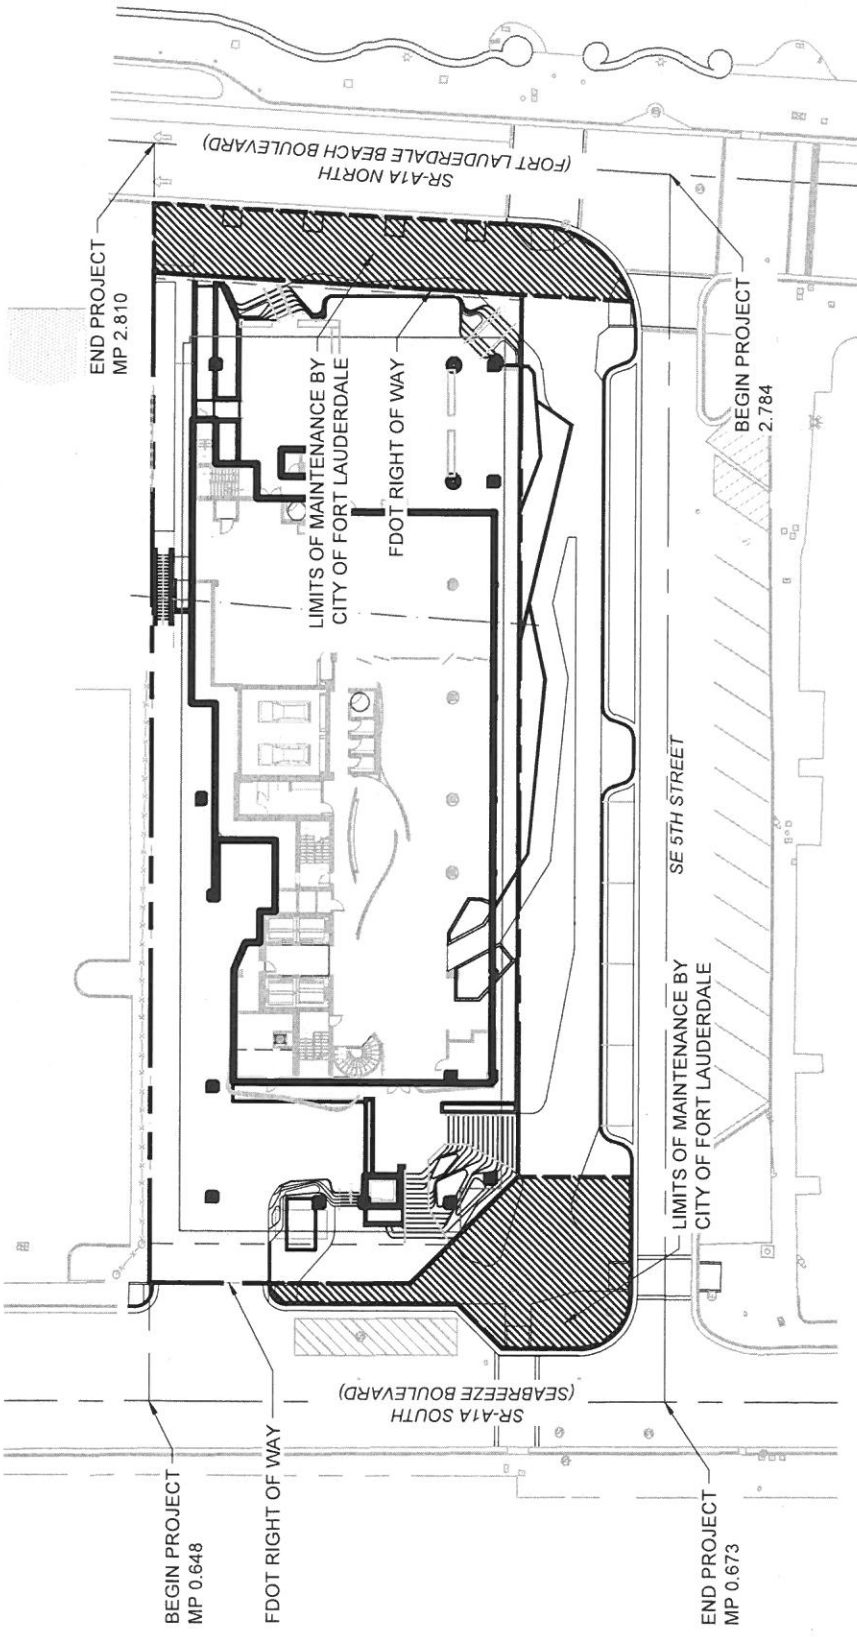 END PROJECT
MP 2.810
SR-A1A NORTH
(FORT LAUDERDALE BEACH BOULEVARD)
LIMITS OF MAINTENANCE BY
CITY OF FORT LAUDERDALE
FDOT RIGHT OF WAY
BEGIN PROJECT
2.784
SE 5TH STREET
LIMITS OF MAINTENANCE BY
CITY OF FORT LAUDERDALE
SR-A1A SOUTH
(SEABREEZE BOULEVARD)
BEGIN PROJECT
MP 0.648
FDOT RIGHT OF WAY
END PROJECT
MP 0.673